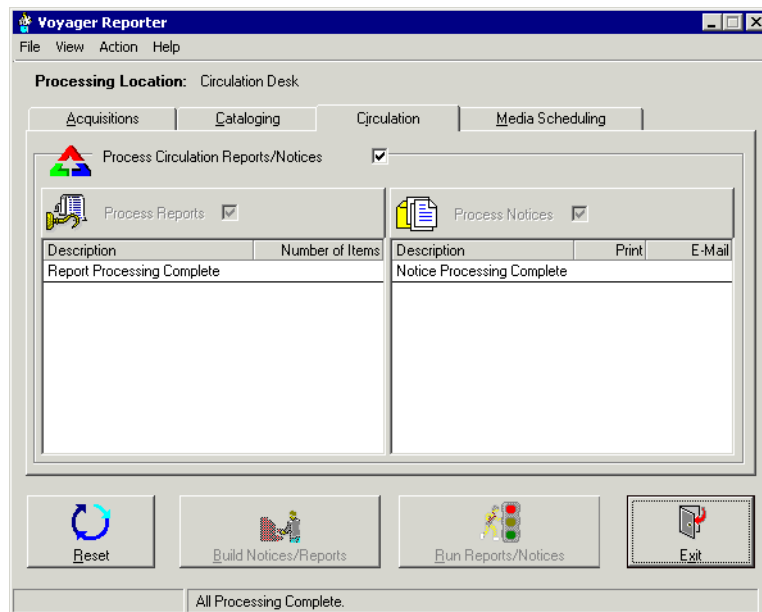 Voyager Reporter
File View Action Help
Processing Location: Circulation Desk
Acquisitions Cataloging Circulation Media Scheduling
Process Circulation Reports/Notices
Process Reports Process Notices
Description Number of Items Description Print E-Mail
Report Processing Complete Notice Processing Complete
Reset Build Notices/Reports Run Reports/Notices Exit
All Processing Complete.